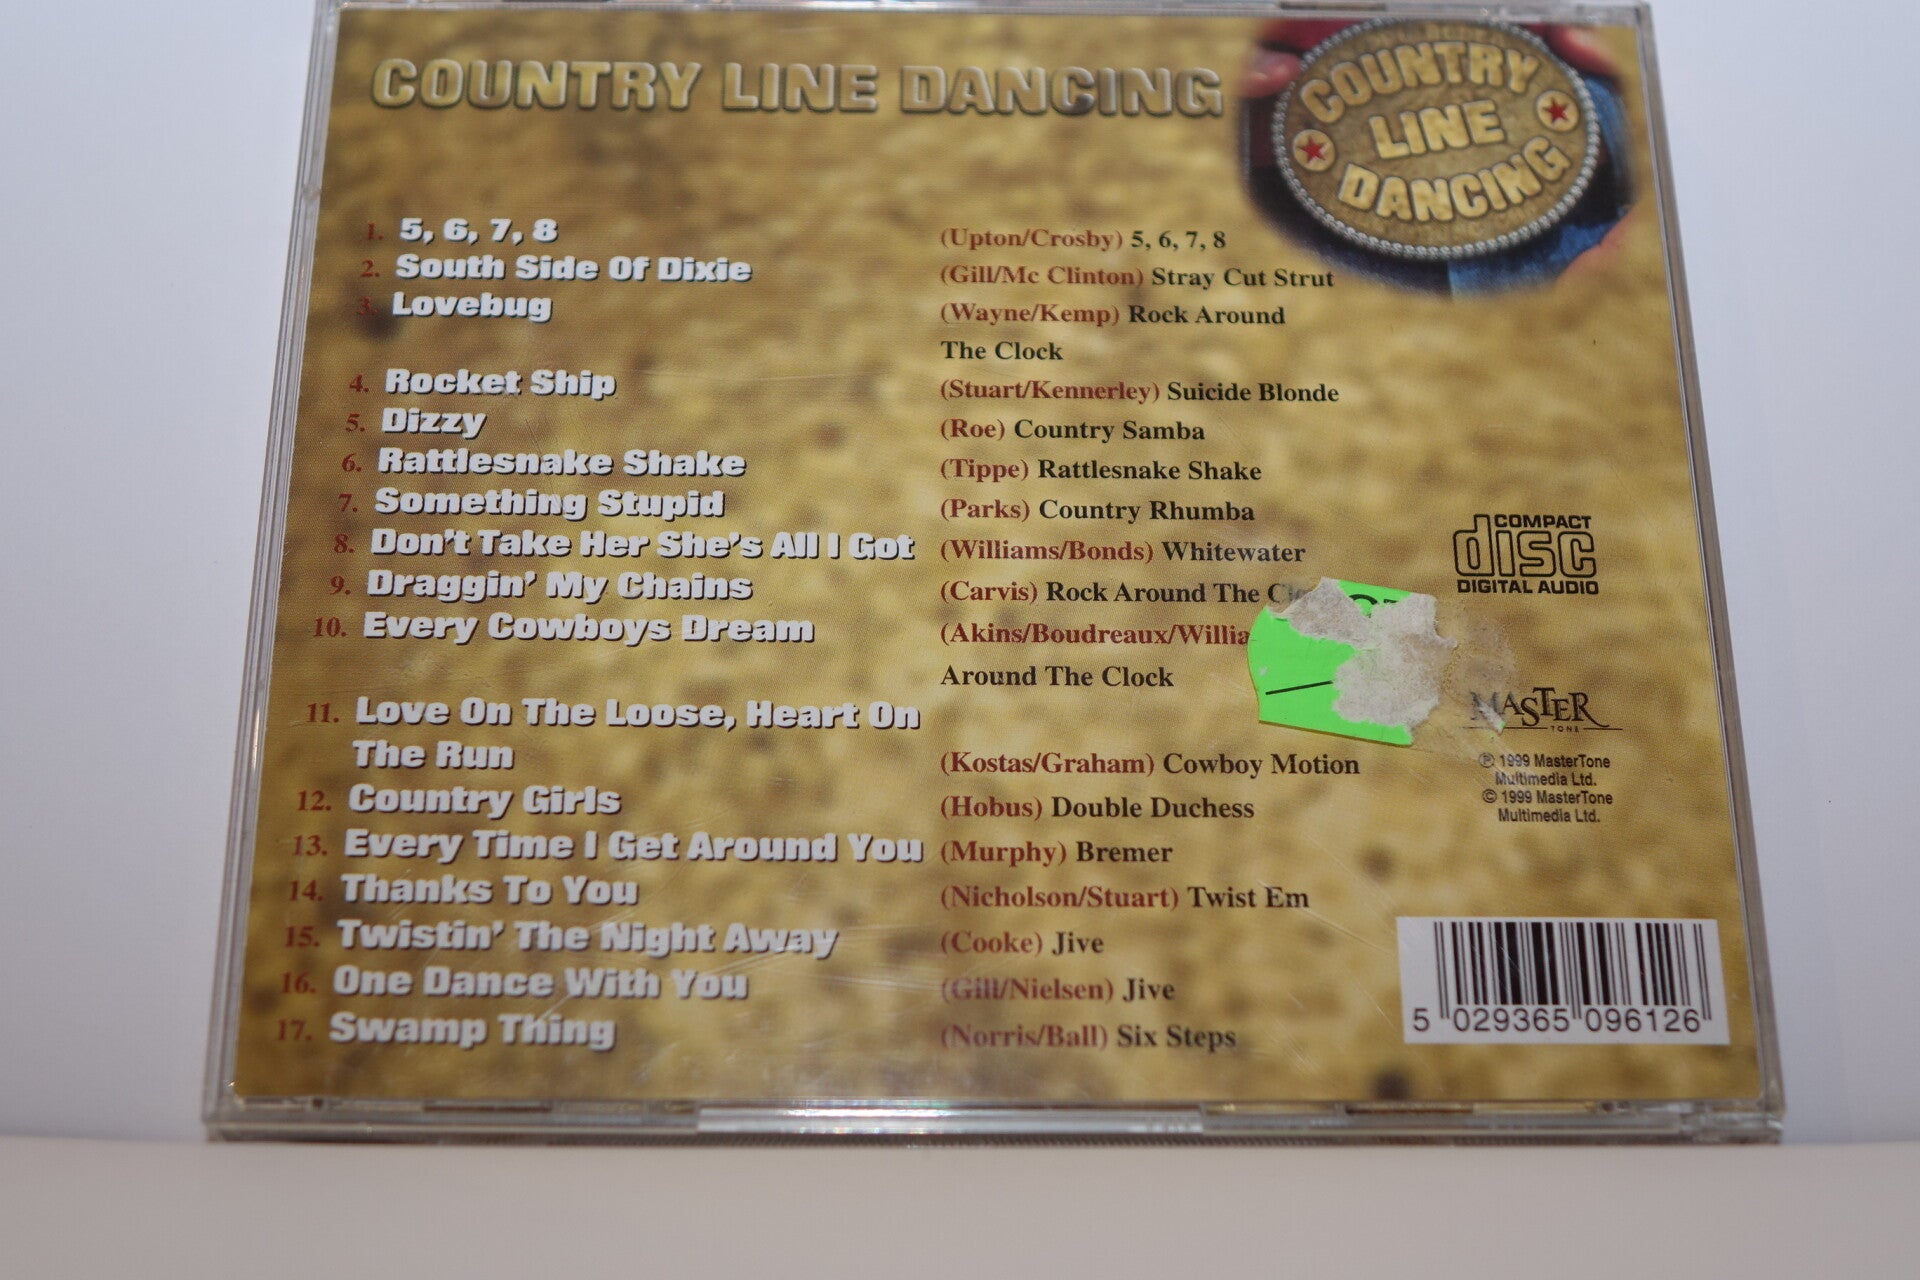 COUNTRY LINE DANCING
COUNTRY
LINE
DANCING
1. 5, 6, 7, 8 (Upton/Crosby) 5, 6, 7, 8
2. South Side Of Dixie (Gill/Mc Clinton) Stray Cut Strut
3. Lovebug (Wayne/Kemp) Rock Around
The Clock
4. Rocket Ship (Stuart/Kennerley) Suicide Blonde
5. Dizzy (Roe) Country Samba
6. Rattlesnake Shake (Tippe) Rattlesnake Shake
7. Something Stupid (Parks) Country Rhumba
8. Don't Take Her She's All I Got (Williams/Bonds) Whitewater
9. Draggin' My Chains (Carvis) Rock Around The
10. Every Cowboys Dream (Akins/Boudreaux/Willia
Around The Clock
11. Love On The Loose, Heart On
The Run (Kostas/Graham) Cowboy Motion
12. Country Girls (Hobus) Double Duchess
13. Every Time I Get Around You (Murphy) Bremer
14. Thanks To You (Nicholson/Stuart) Twist Em
15. Twistin' The Night Away (Cooke) Jive
16. One Dance With You (Gill/Nielsen) Jive
17. Swamp Thing (Norris/Ball) Six Steps
COMPACT
disc
DIGITAL AUDIO
MASTER
TONE
℗ 1999 MasterTone
Multimedia Ltd.
© 1999 MasterTone
Multimedia Ltd.
5 029365 096126